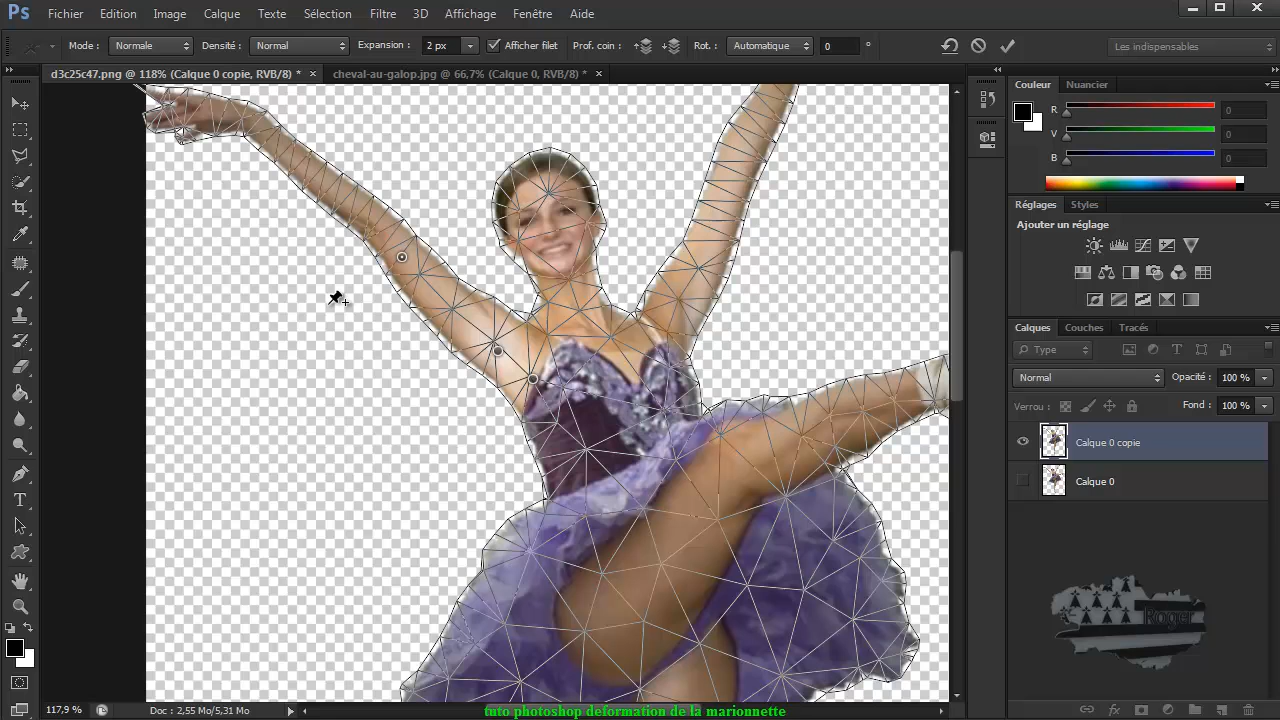 Ps Fichier Edition Image Calque Texte Sélection Filtre 3D Affichage Fenêtre Aide
Mode : Normale Densité : Normal Expansion : 2 px Afficher filet Prof. coin : Rot. : Automatique 0 ° Les indispensables
d3c25c47.png @ 118% (Calque 0 copie, RVB/8) * × cheval-au-galop.jpg @ 66,7% (Calque 0, RVB/8) * ×
Couleur Nuancier
R 0
V 0
B 0
Réglages Styles
Ajouter un réglage
Calques Couches Tracés
Type
Normal Opacité : 100 %
Verrou : Fond : 100 %
Calque 0 copie
Calque 0
Roger
117,9 % Doc : 2,55 Mo/5,31 Mo
tuto photoshop deformation de la marionnette